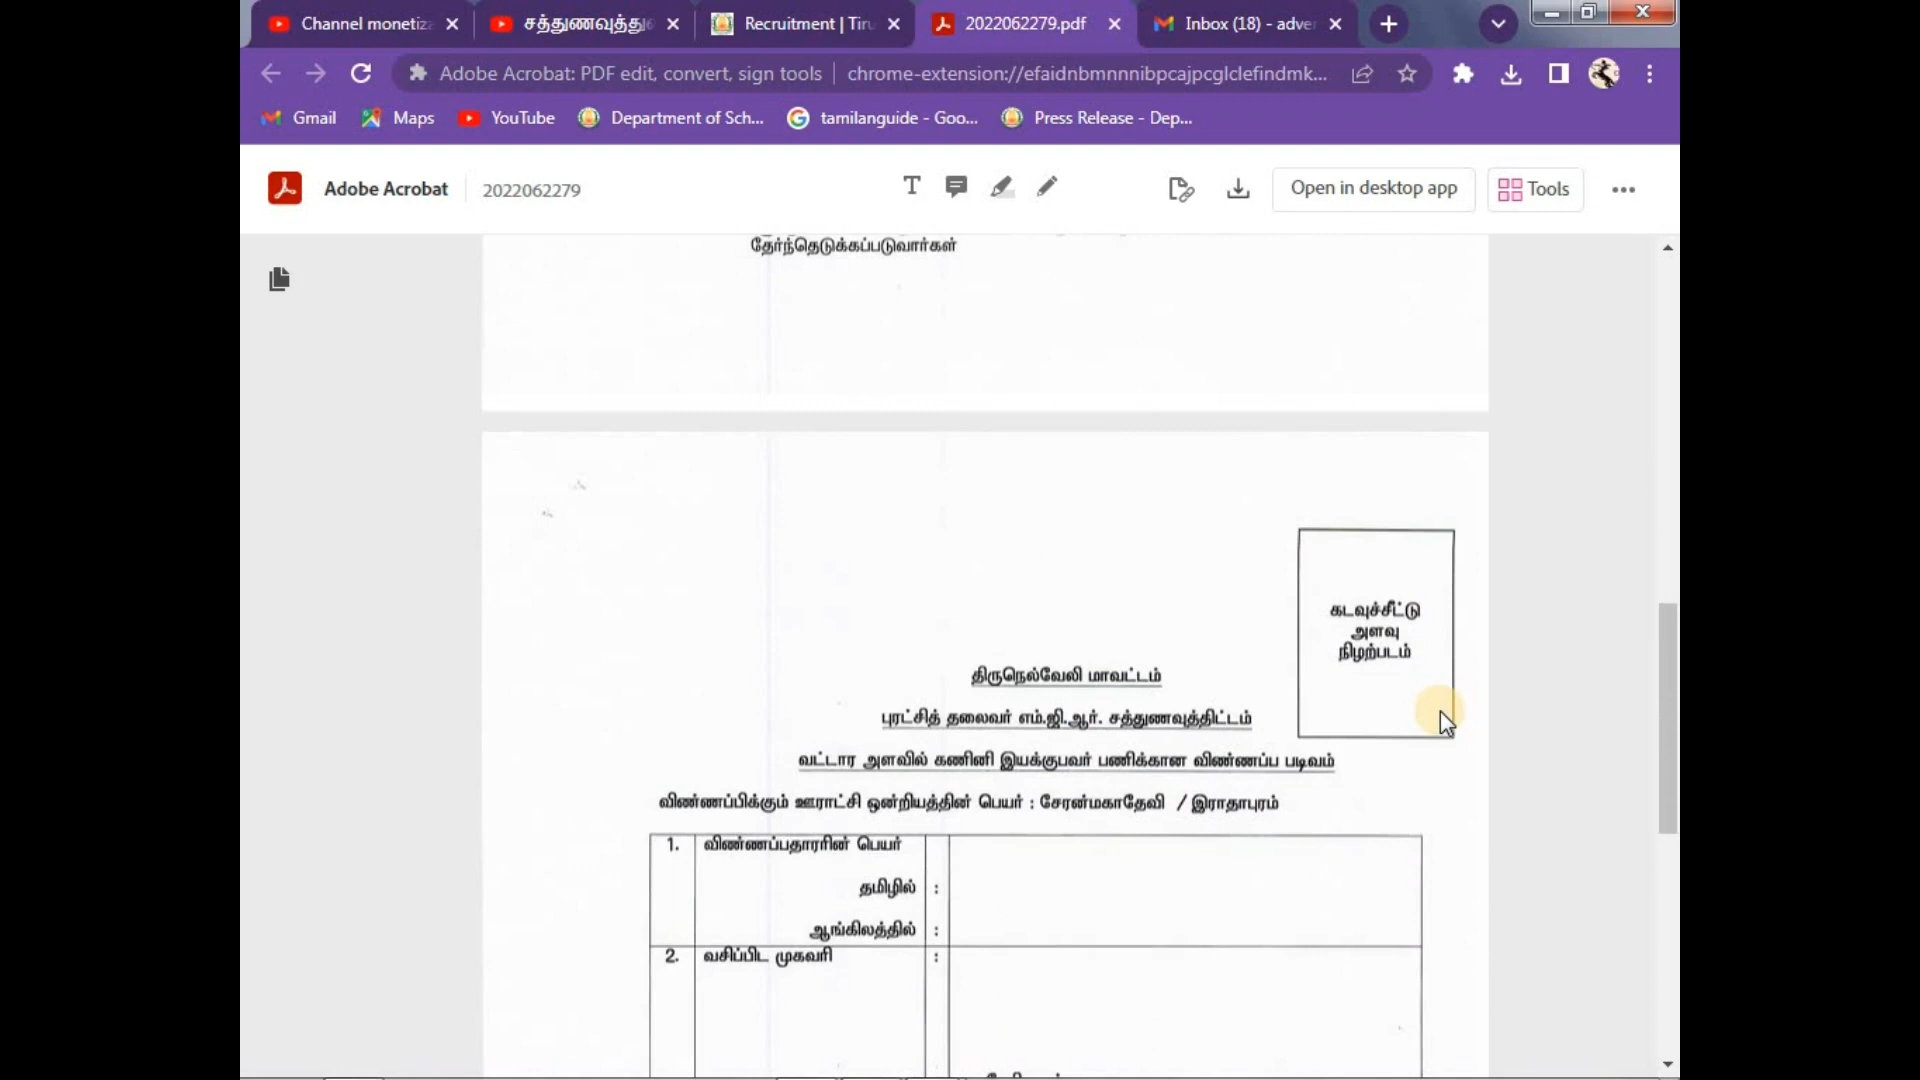 Channel monetiz
சத்துணவுத்து
Recruitment | Tiru
2022062279.pdf
Inbox (18) - adve
Adobe Acrobat: PDF edit, convert, sign tools
chrome-extension://efaidnbmnnnibpcajpcglclefindmk...
Gmail
Maps
YouTube
Department of Sch...
tamilanguide - Goo...
Press Release - Dep...
Adobe Acrobat
2022062279
Open in desktop app
Tools
தேர்ந்தெடுக்கப்படுவார்கள்
கடவுச்சீட்டு
அளவு
நிழற்படம்
திருநெல்வேலி மாவட்டம்
புரட்சித் தலைவர் எம்.ஜி.ஆர். சத்துணவுத்திட்டம்
வட்டார அளவில் கணினி இயக்குபவர் பணிக்கான விண்ணப்ப படிவம்
விண்ணப்பிக்கும் ஊராட்சி ஒன்றியத்தின் பெயர் : சேரன்மகாதேவி / இராதாபுரம்
1. விண்ணப்பதாரரின் பெயர்
தமிழில் :
ஆங்கிலத்தில் :
2. வசிப்பிட முகவரி :